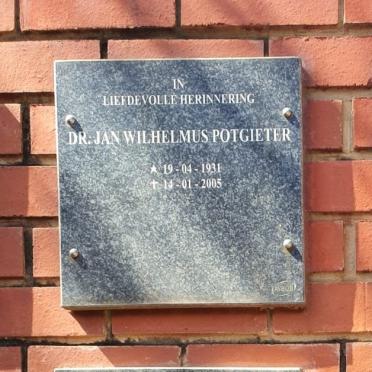 IN
LIEFDEVOLLE HERINNERING
DR. JAN WILHELMUS POTGIETER
★ 19 - 04 - 1931
✝ 14 - 01 - 2005